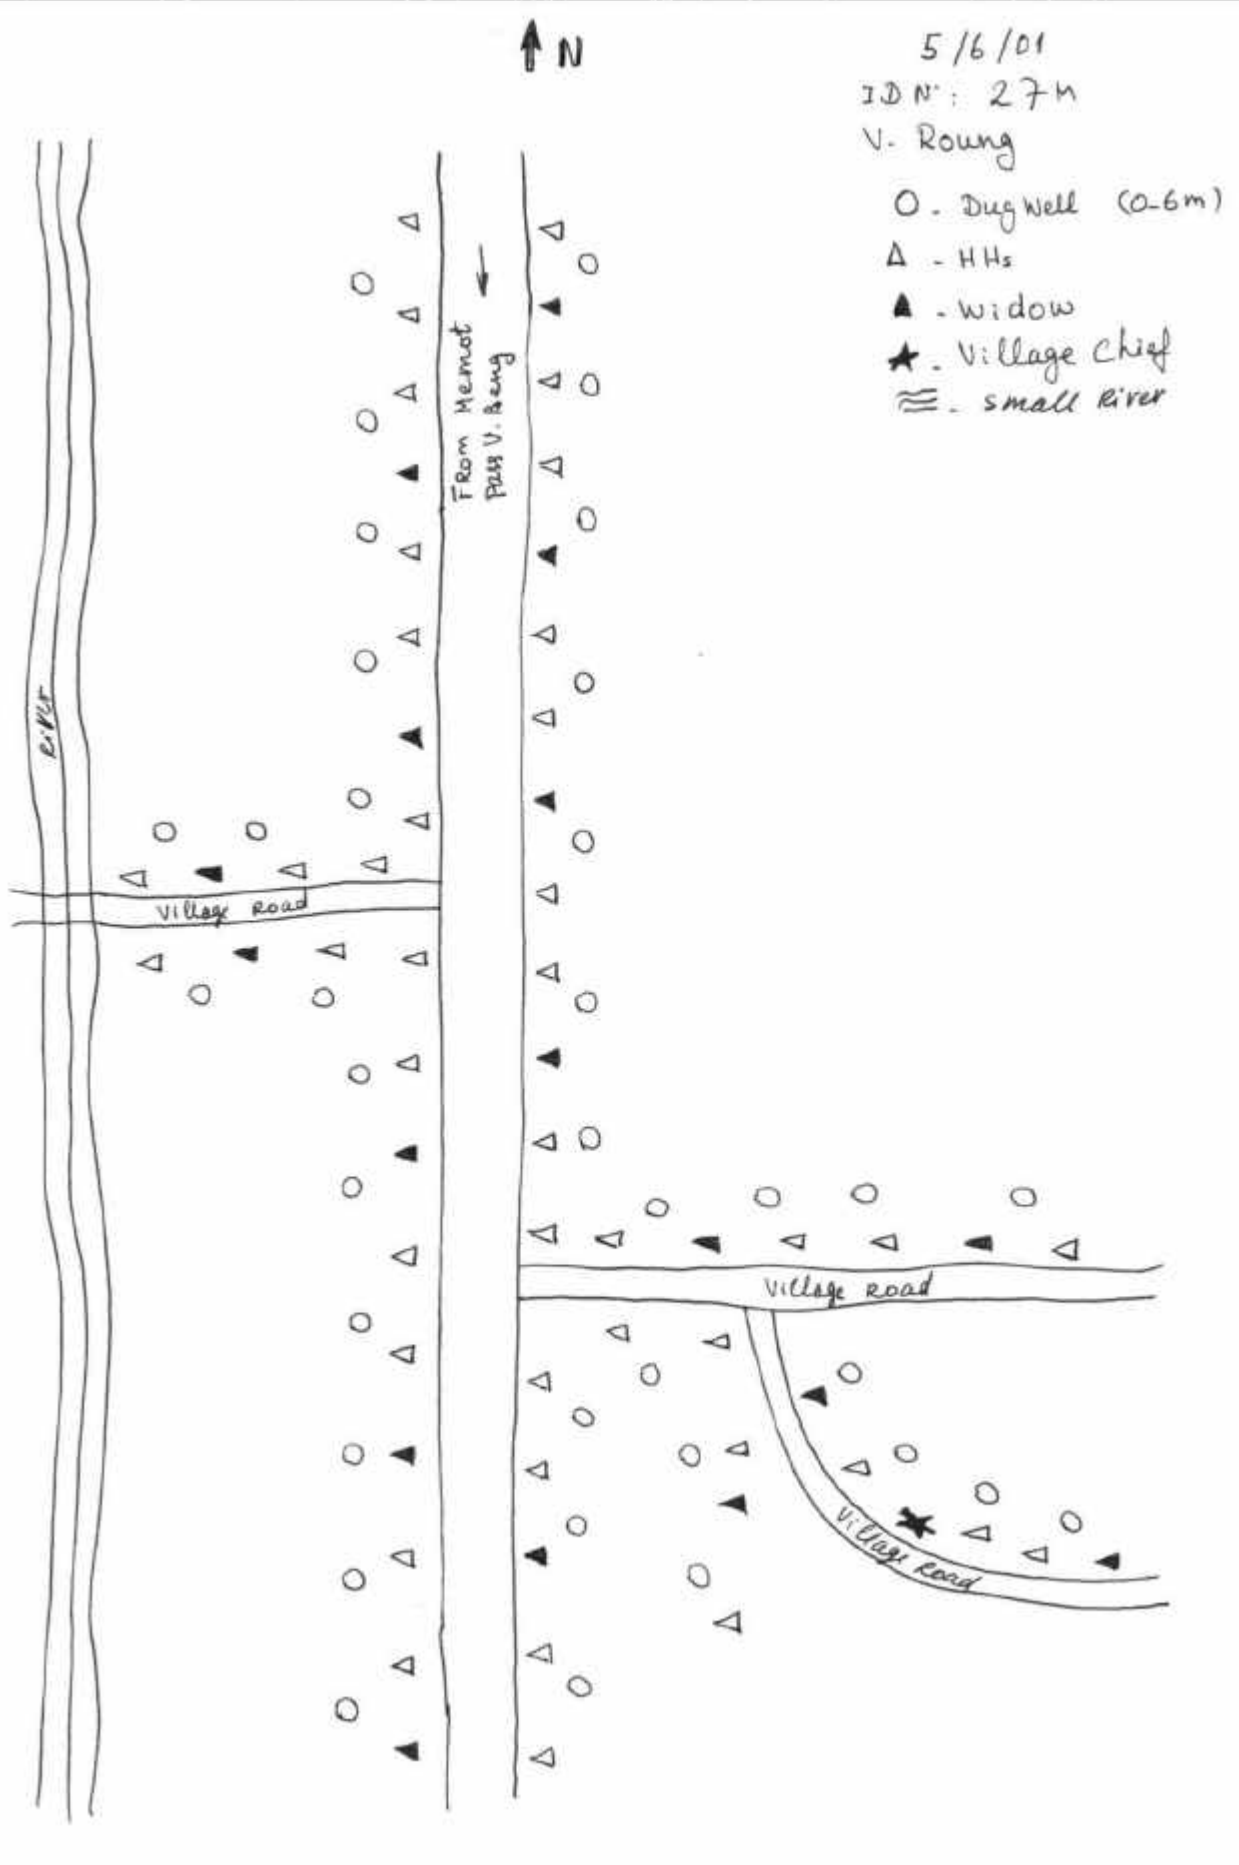 N
5/6/01
ID N°: 27M
V. Roung
O - Dug Well (0-6m)
Δ - HHs
▲ - Widow
★ - Village Chief
≈ - small River
From Memot
Pass V. Beng
River
Village Road
Village Road
Village Road